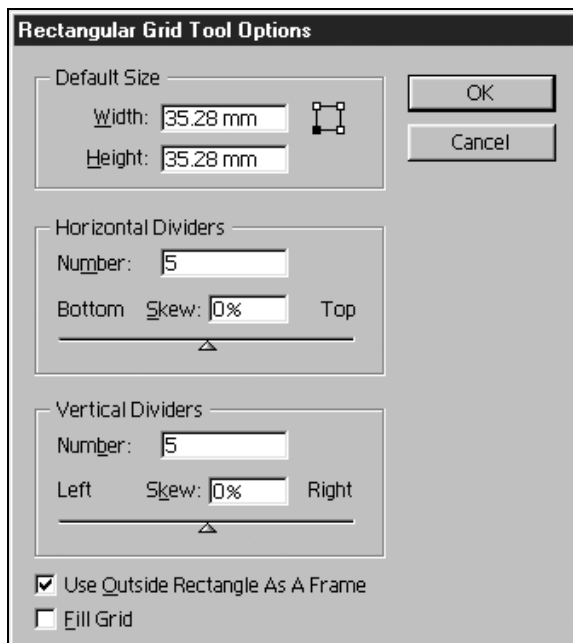 Rectangular Grid Tool Options
Default Size
Width: 35.28 mm
Height: 35.28 mm
OK
Cancel
Horizontal Dividers
Number: 5
Bottom Skew: 0% Top
Vertical Dividers
Number: 5
Left Skew: 0% Right
Use Outside Rectangle As A Frame
Fill Grid